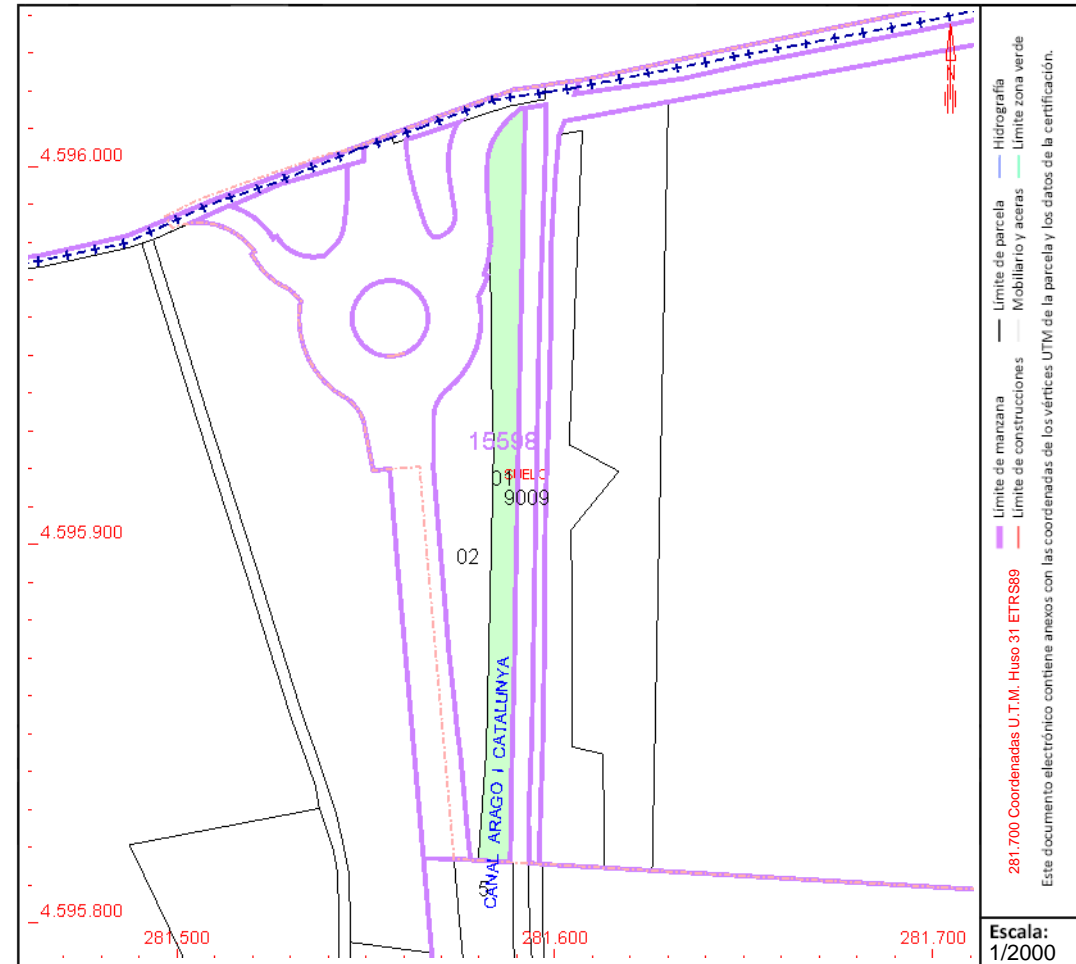 4.596.000
15598
01 SUELO
9009
4.595.900
02
CANAL ARAGO I CATALUNYA
4.595.800
281.500
281.600
281.700
N
Límite de manzana
Límite de parcela
Hidrografía
Límite de construcciones
Mobiliario y aceras
Límite zona verde
281.700 Coordenadas U.T.M. Huso 31 ETRS89
Este documento electrónico contiene anexos con las coordenadas de los vértices UTM de la parcela y los datos de la certificación.
Escala:
1/2000